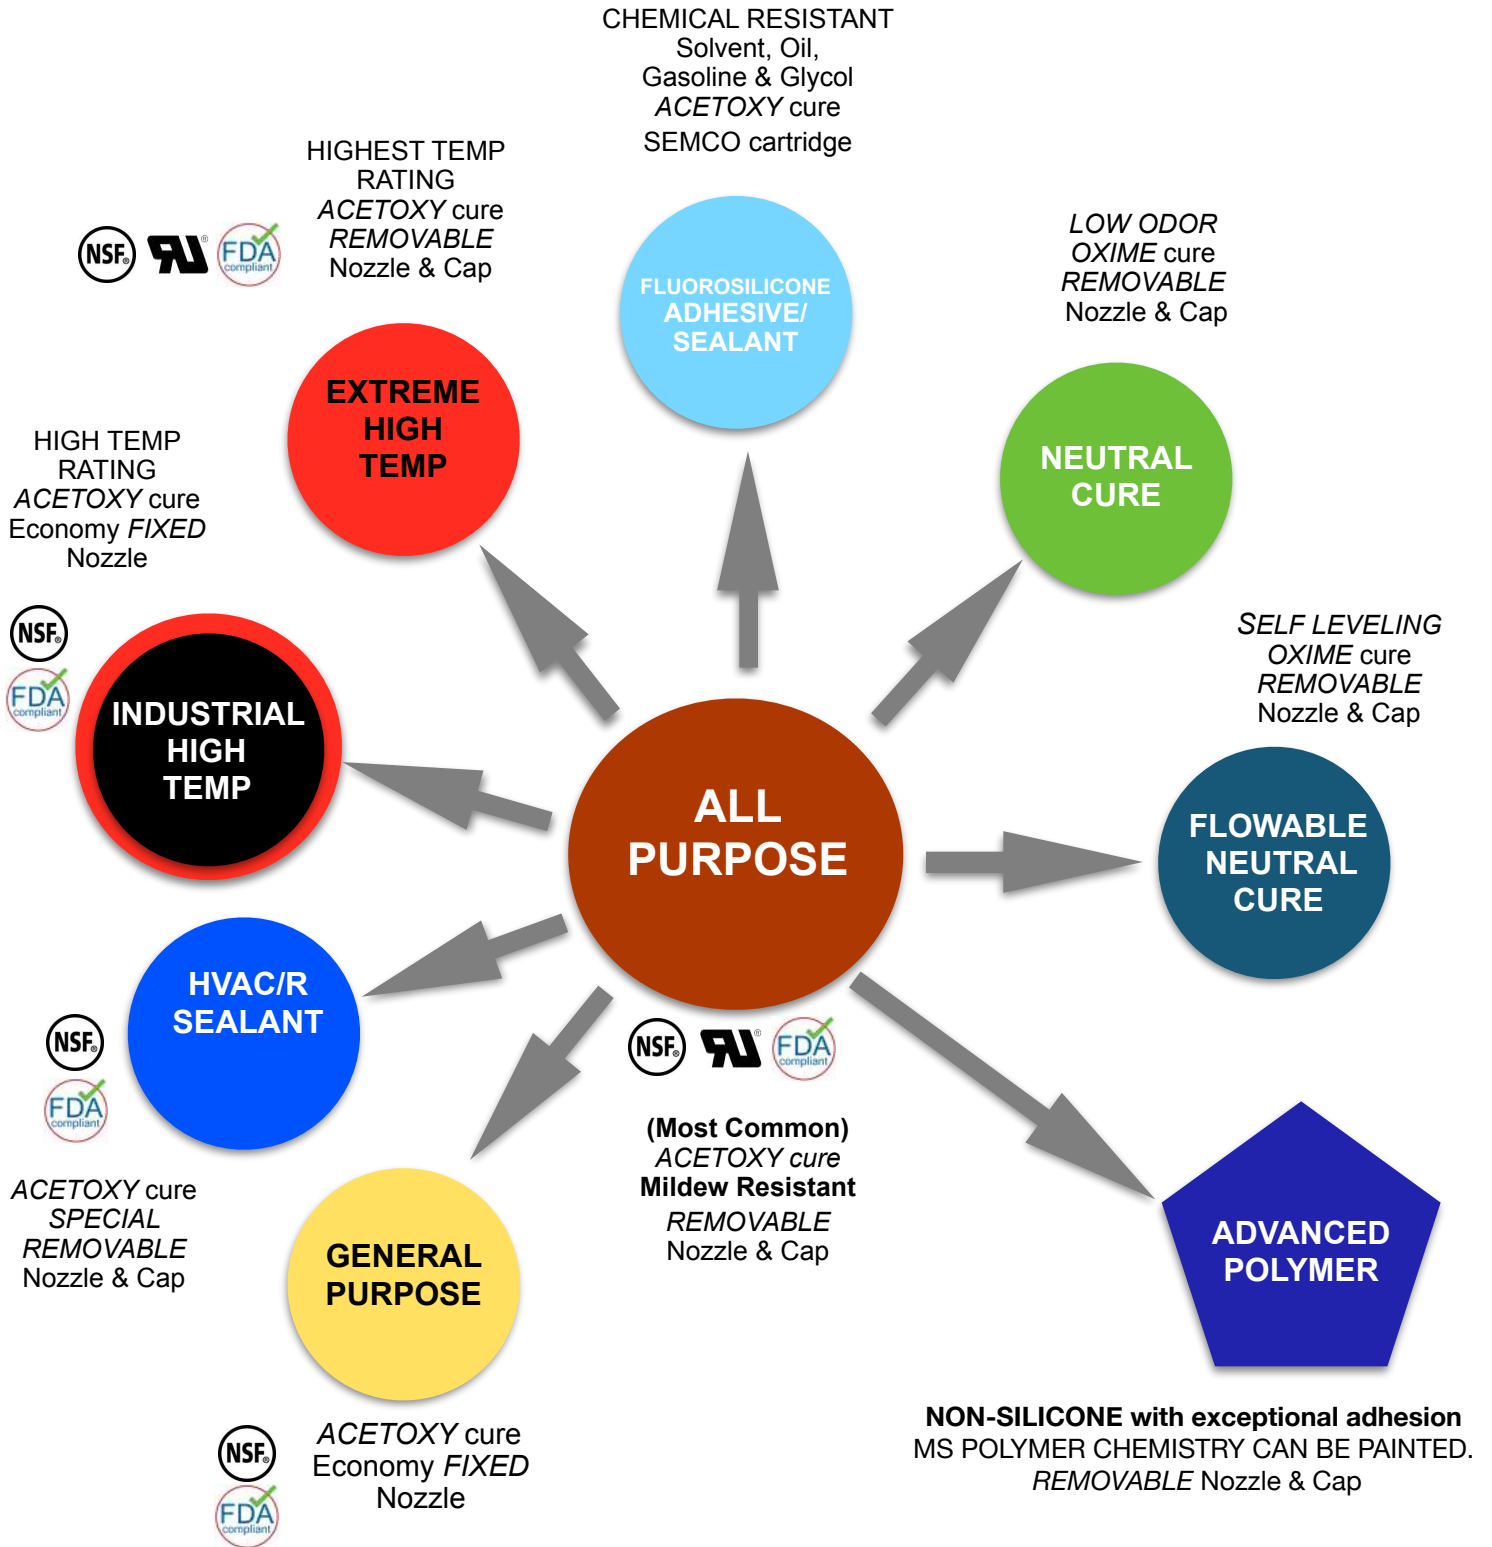 CHEMICAL RESISTANT
Solvent, Oil,
Gasoline & Glycol
ACETOXY cure
SEMCO cartridge
FLUOROSILICONE
ADHESIVE/
SEALANT
HIGHEST TEMP
RATING
ACETOXY cure
REMOVABLE
Nozzle & Cap
NSF®
RU®
FDA
compliant
EXTREME
HIGH
TEMP
LOW ODOR
OXIME cure
REMOVABLE
Nozzle & Cap
NEUTRAL
CURE
HIGH TEMP
RATING
ACETOXY cure
Economy FIXED
Nozzle
NSF®
FDA
compliant
INDUSTRIAL
HIGH
TEMP
SELF LEVELING
OXIME cure
REMOVABLE
Nozzle & Cap
FLOWABLE
NEUTRAL
CURE
ALL
PURPOSE
NSF®
RU®
FDA
compliant
(Most Common)
ACETOXY cure
Mildew Resistant
REMOVABLE
Nozzle & Cap
HVAC/R
SEALANT
NSF®
FDA
compliant
ACETOXY cure
SPECIAL
REMOVABLE
Nozzle & Cap
GENERAL
PURPOSE
NSF®
FDA
compliant
ACETOXY cure
Economy FIXED
Nozzle
ADVANCED
POLYMER
NON-SILICONE with exceptional adhesion
MS POLYMER CHEMISTRY CAN BE PAINTED.
REMOVABLE Nozzle & Cap